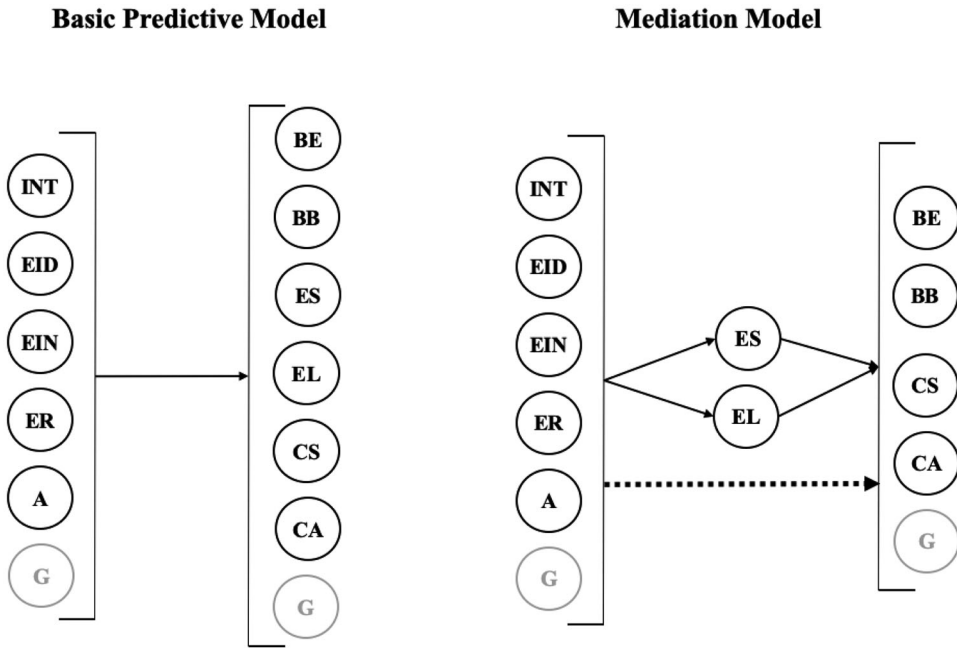 Basic Predictive Model
INT
EID
EIN
ER
A
G
BE
BB
ES
EL
CS
CA
G
Mediation Model
INT
EID
EIN
ER
A
G
ES
EL
BE
BB
CS
CA
G